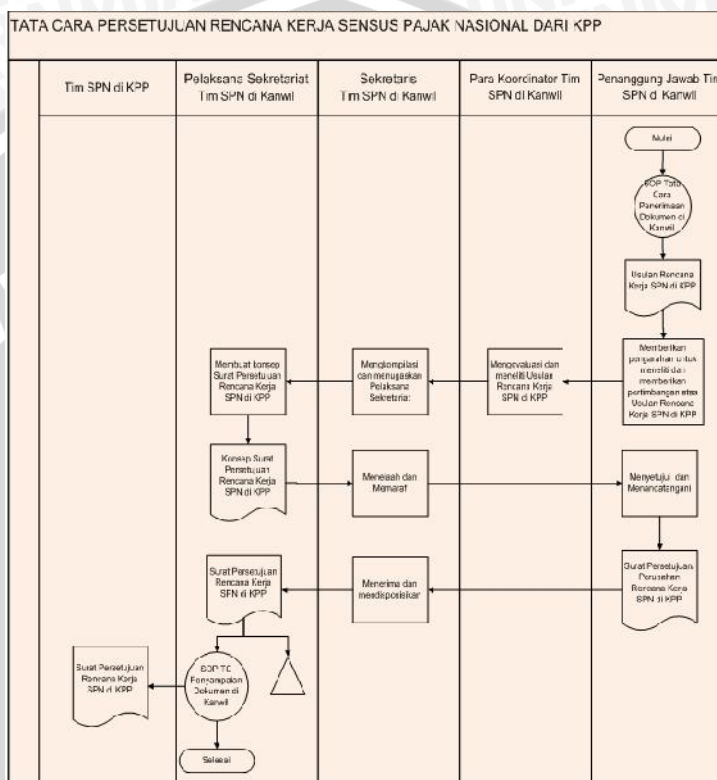 TATA CARA PERSETUJUAN RENCANA KERJA SENSUS PAJAK NASIONAL DARI KPP
Tim SPN di KPP
Pelaksana Sekretariat
Tim SPN di Kanwil
Sekretaris
Tim SPN di Kanwil
Para Koordinator Tim
SPN di Kanwil
Penanggung Jawab Tim
SPN di Kanwil
Mulai
SOP Tata
Cara
Penerimaan
Dokumen di
Kanwil
Usulan Rencana
Kerja SPN di KPP
Membuat konsep
Surat Persetujuan
Rencana Kerja
SPN di KPP
Mengkompilasi
dan menugaskan
Pelaksana
Sekretariat
Mengevaluasi dan
meneliti Usulan
Rencana Kerja
SPN di KPP
Memberikan
pengarahan untuk
meneliti dan
memberikan
pertimbangan atas
Usulan Rencana
Kerja SPN di KPP
Konsep Surat
Persetujuan
Rencana Kerja
SPN di KPP
Menelaah dan
Memaraf
Menyetujui dan
Menandatangani
Surat Persetujuan
Rencana Kerja
SPN di KPP
Menerima dan
mendisposisikan
Surat Persetujuan
Perubahan
Rencana Kerja
SPN di KPP
Surat Persetujuan
Rencana Kerja
SPN di KPP
SOP TC
Penyampaian
Dokumen di
Kanwil
Selesai